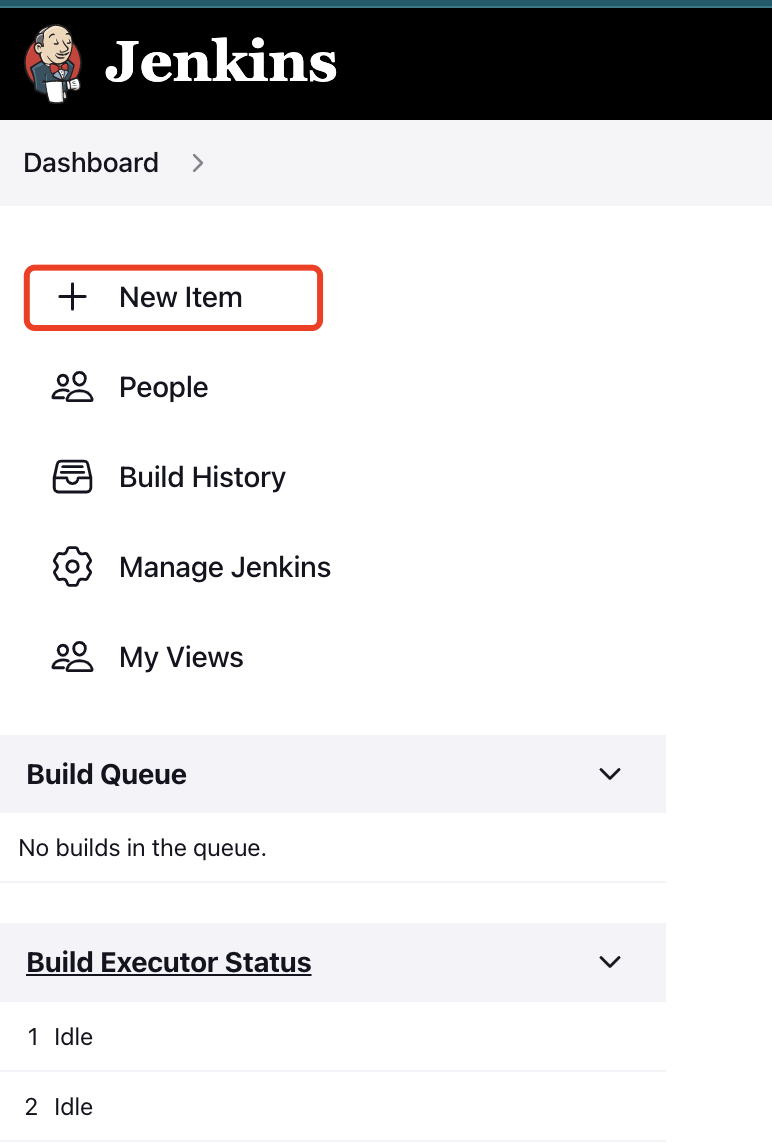 Jenkins
Dashboard
New Item
People
Build History
Manage Jenkins
My Views
Build Queue
No builds in the queue.
Build Executor Status
1 Idle
2 Idle